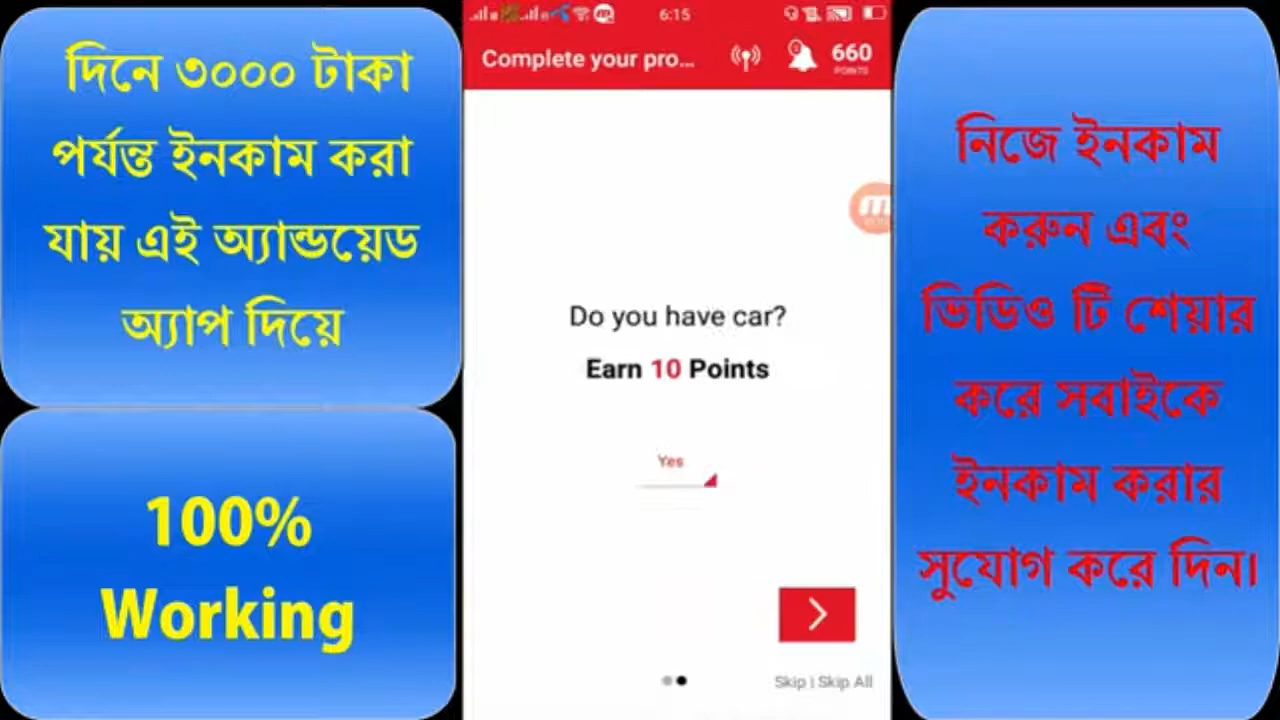 দিনে ৩০০০ টাকা
পর্যন্ত ইনকাম করা
যায় এই অ্যান্ডয়েড
অ্যাপ দিয়ে
100%
Working
6:15
Complete your pro...
660
POINTS
Do you have car?
Earn 10 Points
Yes
Skip | Skip All
নিজে ইনকাম
করুন এবং
ভিডিও টি শেয়ার
করে সবাইকে
ইনকাম করার
সুযোগ করে দিন।